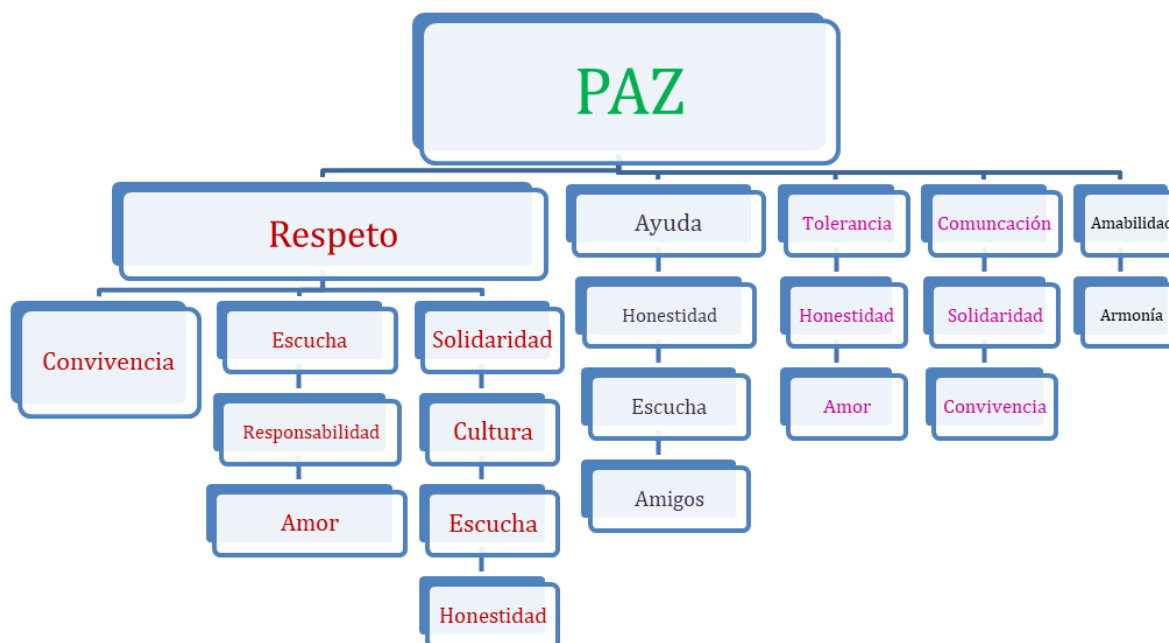 PAZ
Respeto
Ayuda
Tolerancia
Comuncación
Amabilidad
Honestidad
Honestidad
Solidaridad
Armonía
Convivencia
Escucha
Solidaridad
Escucha
Amor
Convivencia
Responsabilidad
Cultura
Amigos
Amor
Escucha
Honestidad